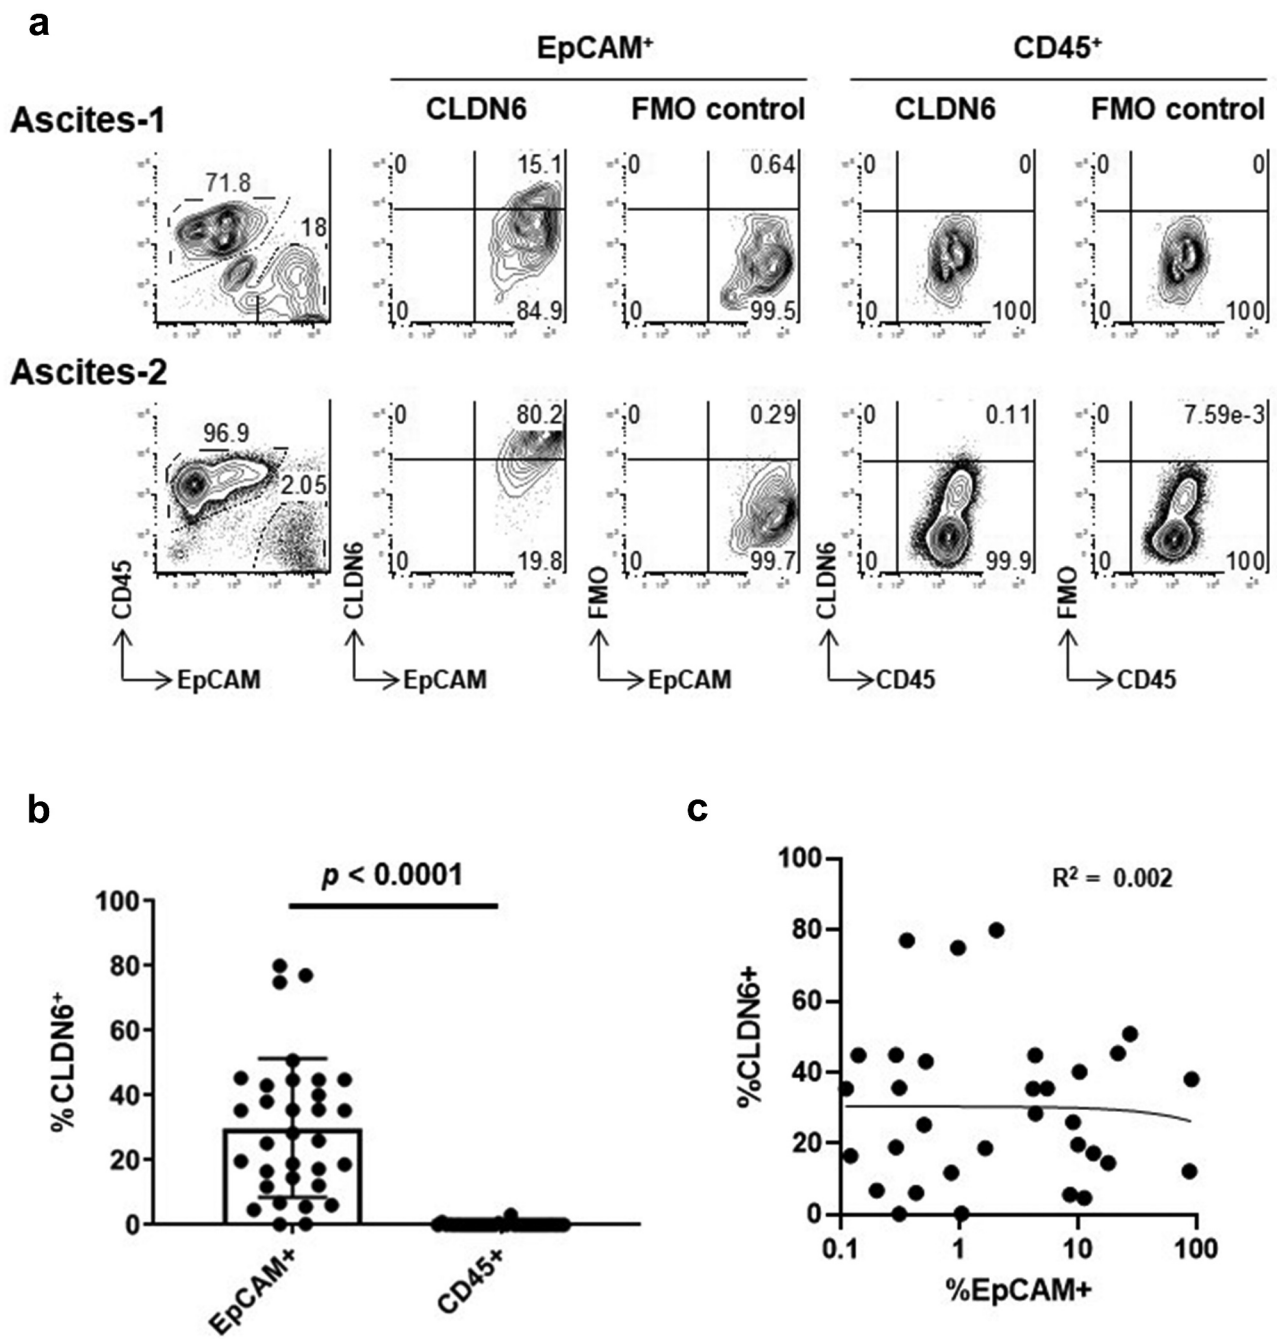 a
EpCAM⁺ CD45⁺
CLDN6 FMO control CLDN6 FMO control
Ascites-1
71.8 18
0 15.1 0 0.64 0 0 0 0
0 84.9 0 99.5 0 100 0 100
Ascites-2
96.9 2.05
0 80.2 0 0.29 0 0.11 0 7.59e-3
0 19.8 0 99.7 0 99.9 0 100
CD45 CLDN6 FMO CLDN6 FMO
EpCAM EpCAM EpCAM CD45 CD45
b
p < 0.0001
%CLDN6⁺
100
80
60
40
20
0
EpCAM+ CD45+
c
R² = 0.002
%CLDN6+
100
80
60
40
20
0
0.1 1 10 100
%EpCAM+